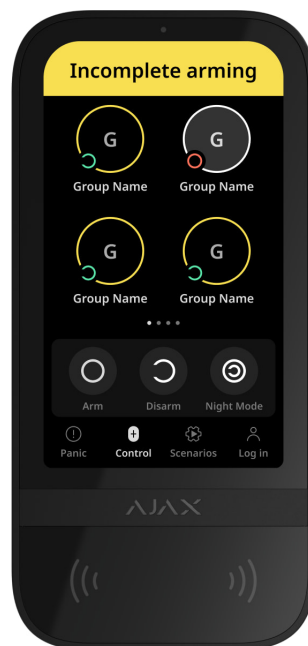 Incomplete arming
G
G
Group Name
Group Name
G
G
Group Name
Group Name
Arm
Disarm
Night Mode
Panic
Control
Scenarios
Log in
AJAX